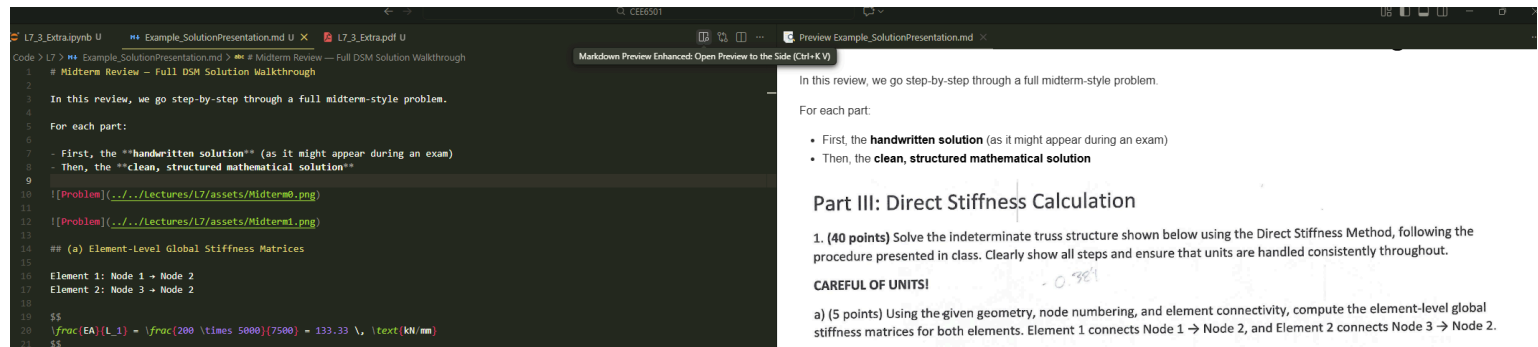 CEE6501
L7_3_Extra.ipynb U
Example_SolutionPresentation.md U
L7_3_Extra.pdf U
Preview Example_SolutionPresentation.md
Code > L7 > Example_SolutionPresentation.md > # Midterm Review — Full DSM Solution Walkthrough
Markdown Preview Enhanced: Open Preview to the Side (Ctrl+K V)
1 # Midterm Review — Full DSM Solution Walkthrough
2
3 In this review, we go step-by-step through a full midterm-style problem.
4
5 For each part:
6
7 - First, the **handwritten solution** (as it might appear during an exam)
8 - Then, the **clean, structured mathematical solution**
9
10 ![Problem](../../Lectures/L7/assets/Midterm0.png)
11
12 ![Problem](../../Lectures/L7/assets/Midterm1.png)
13
14 ## (a) Element-Level Global Stiffness Matrices
15
16 Element 1: Node 1 → Node 2
17 Element 2: Node 3 → Node 2
18
19 $$
20 \frac{EA}{L_1} = \frac{200 \times 5000}{7500} = 133.33 \, \text{kN/mm}
21 $$
In this review, we go step-by-step through a full midterm-style problem.
For each part:
• First, the handwritten solution (as it might appear during an exam)
• Then, the clean, structured mathematical solution
Part III: Direct Stiffness Calculation
1. (40 points) Solve the indeterminate truss structure shown below using the Direct Stiffness Method, following the
procedure presented in class. Clearly show all steps and ensure that units are handled consistently throughout.
CAREFUL OF UNITS!
- 0.384
a) (5 points) Using the given geometry, node numbering, and element connectivity, compute the element-level global
stiffness matrices for both elements. Element 1 connects Node 1 → Node 2, and Element 2 connects Node 3 → Node 2.